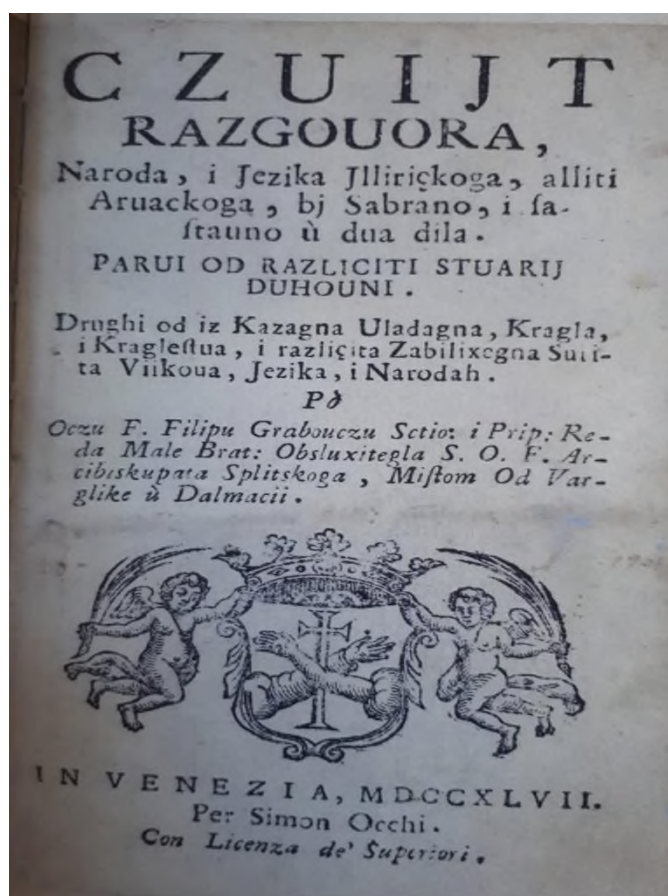 CZUIJT
RAZGOUORA,
Naroda, i Jezika Jlliriçkoga, alliti
Aruackoga, bj Sabrano, i ſa-
ſtauno ù dua dila.
PARUI OD RAZLICITI STUARIJ
DUHOUNI.
Drughi od iz Kazagna Uladagna, Kragla,
i Kragleſtua, i razliçita Zabilixegna Suii-
ta Viikoua, Jezika, i Narodah.
Pò
Oczu F. Filipu Grabouczu Sctio: i Prip: Re-
da Male Brat: Obsluxitegla S. O. F. Ar-
cibiskupata Splitskoga, Miſtom Od Var-
glike ù Dalmacii.
IN VENEZIA, MDCCXLVII.
Per Simon Occhi.
Con Licenza de' Superiori.